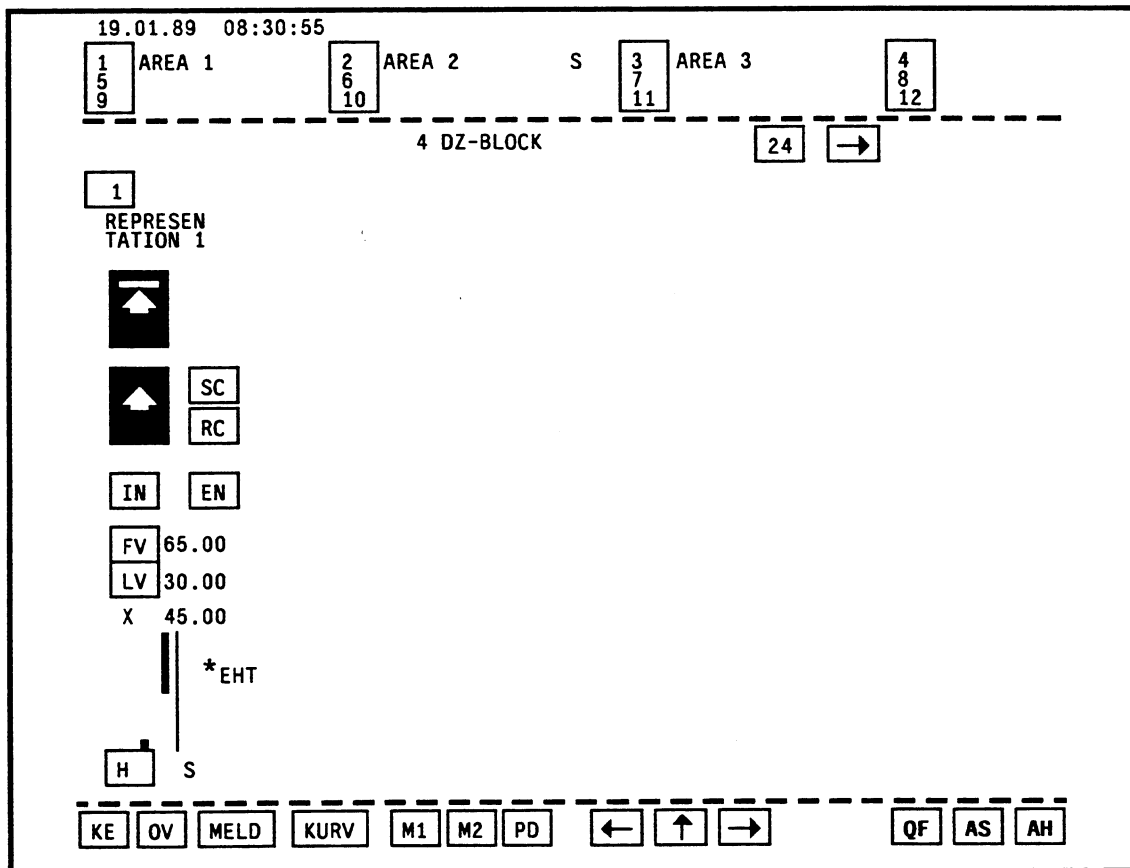 19.01.89 08:30:55
1 AREA 1 2 AREA 2 S 3 AREA 3 4
5 6 7 8
9 10 11 12
4 DZ-BLOCK 24 →
1
REPRESEN
TATION 1
SC
RC
IN EN
FV 65.00
LV 30.00
X 45.00
*EHT
H S
KE OV MELD KURV M1 M2 PD ← ↑ → QF AS AH